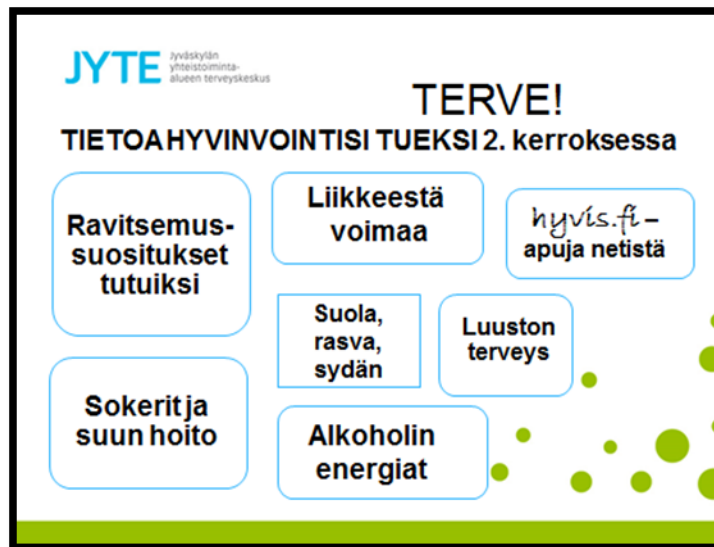 JYTE
Jyväskylän
yhteistoiminta-
alueen terveyskeskus
TERVE!
TIETOA HYVINVOINTISI TUEKSI 2. kerroksessa
Ravitsemus-
suositukset
tutuiksi
Liikkeestä
voimaa
hyvis.fi –
apuja netistä
Suola,
rasva,
sydän
Luuston
terveys
Sokerit ja
suun hoito
Alkoholin
energiat